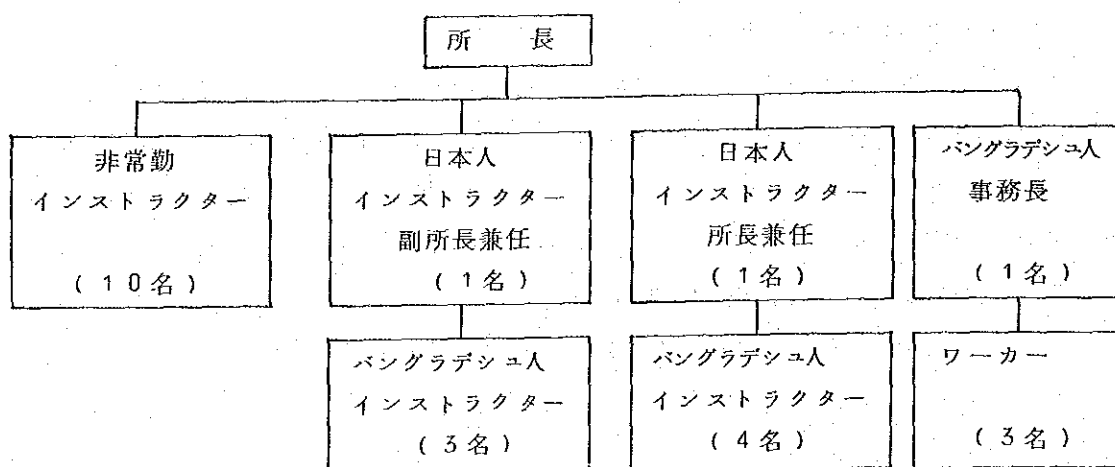 所長
非常勤
インストラクター
(10名)
日本人
インストラクター
副所長兼任
(1名)
日本人
インストラクター
所長兼任
(1名)
バングラデシュ人
事務長
(1名)
バングラデシュ人
インストラクター
(3名)
バングラデシュ人
インストラクター
(4名)
ワーカー
(3名)